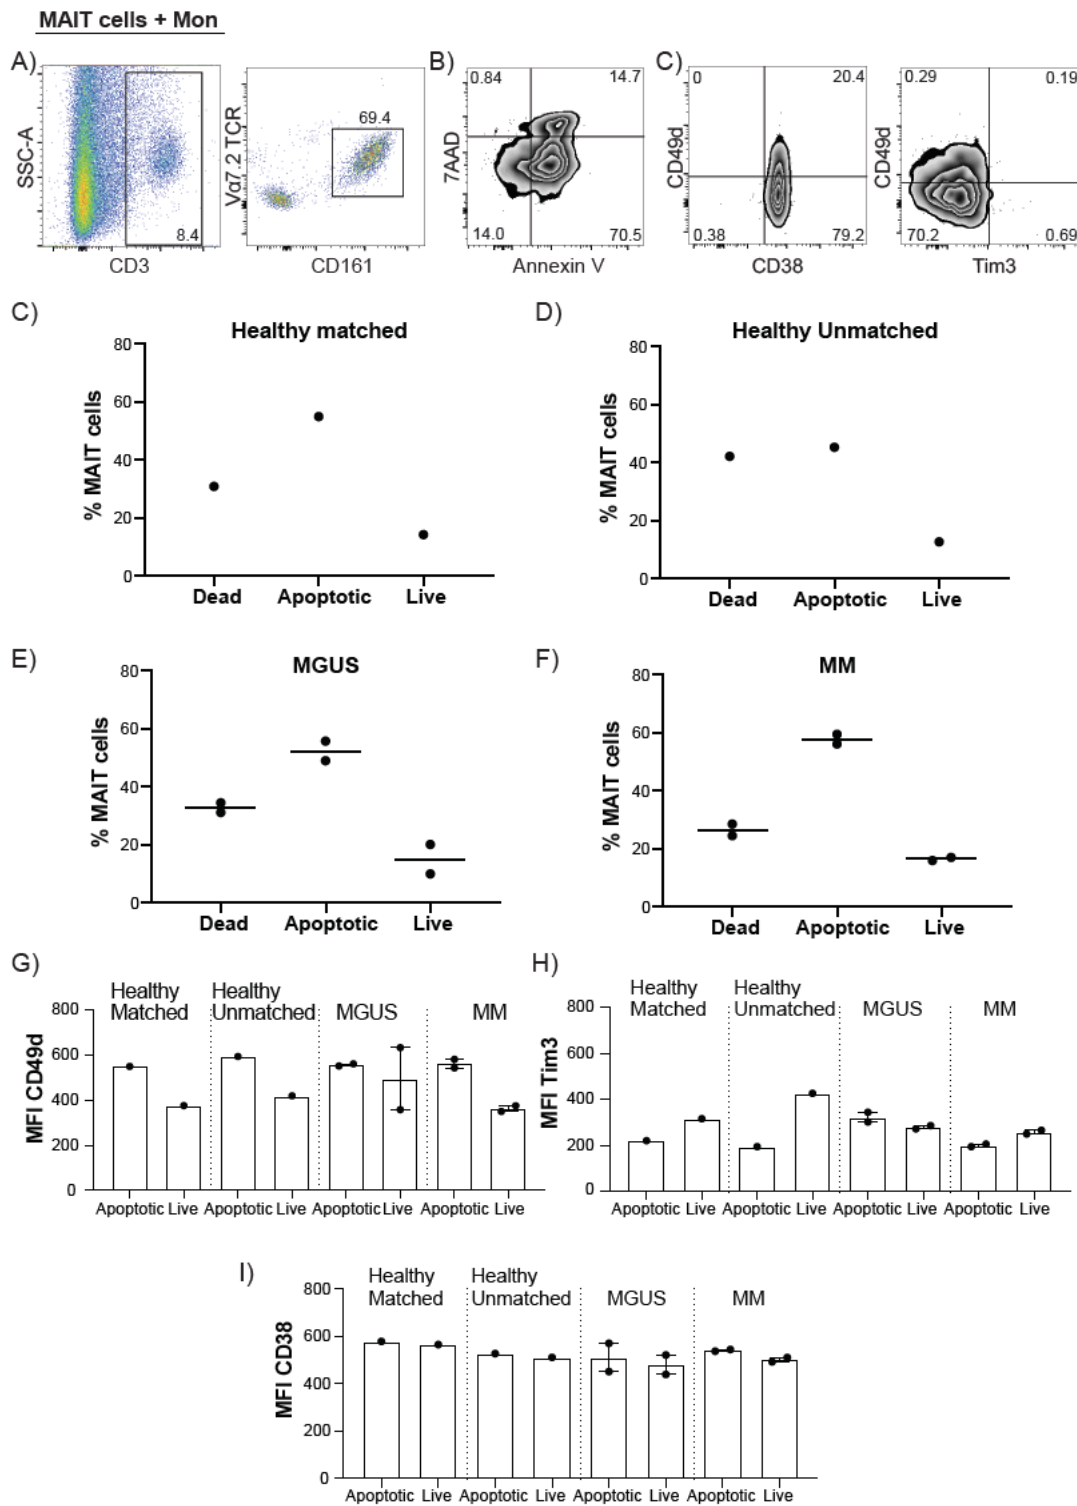 MAIT cells + Mon
A)
SSC-A
8.4
CD3
Vα7.2 TCR
69.4
CD161
B)
0.84
14.7
7AAD
14.0
70.5
Annexin V
C)
0
20.4
CD49d
0.38
79.2
CD38
0.29
0.19
CD49d
70.2
0.69
Tim3
C)
Healthy matched
% MAIT cells
80
60
40
20
0
Dead Apoptotic Live
D)
Healthy Unmatched
% MAIT cells
80
60
40
20
0
Dead Apoptotic Live
E)
MGUS
% MAIT cells
80
60
40
20
0
Dead Apoptotic Live
F)
MM
% MAIT cells
80
60
40
20
0
Dead Apoptotic Live
G)
Healthy
Matched
Healthy
Unmatched
MGUS
MM
MFI CD49d
800
600
400
200
0
Apoptotic Live Apoptotic Live Apoptotic Live Apoptotic Live
H)
Healthy
Matched
Healthy
Unmatched
MGUS
MM
MFI Tim3
800
600
400
200
0
Apoptotic Live Apoptotic Live Apoptotic Live Apoptotic Live
I)
Healthy
Matched
Healthy
Unmatched
MGUS
MM
MFI CD38
800
600
400
200
0
Apoptotic Live Apoptotic Live Apoptotic Live Apoptotic Live